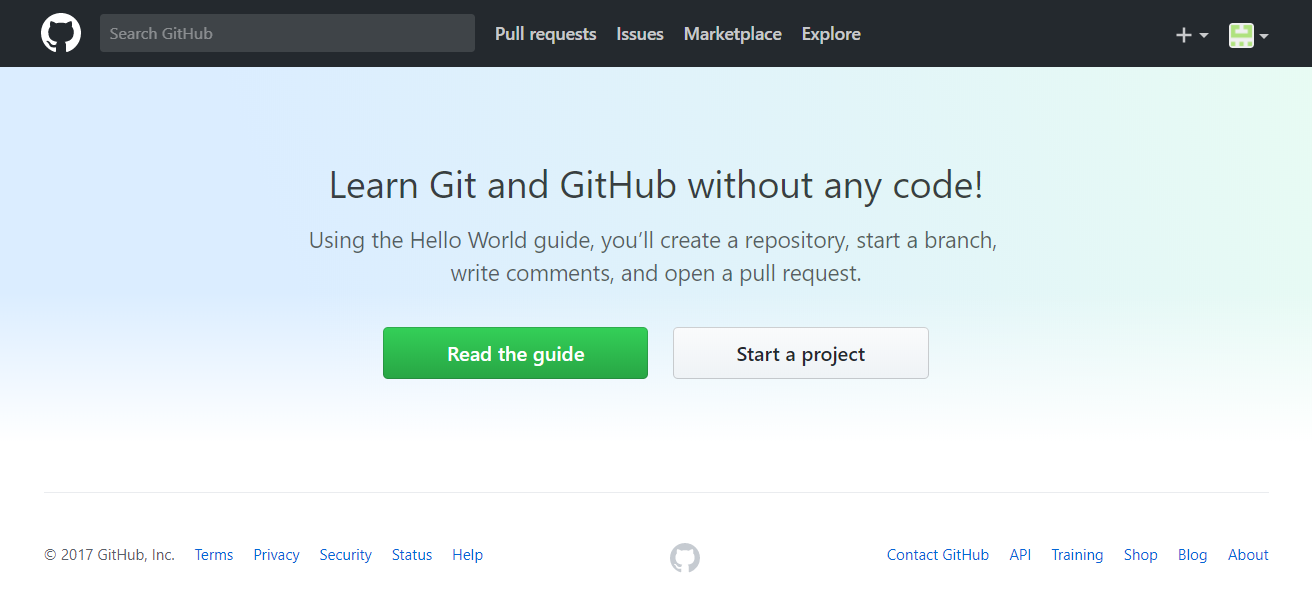 Search GitHub Pull requests Issues Marketplace Explore
Learn Git and GitHub without any code!
Using the Hello World guide, you’ll create a repository, start a branch,
write comments, and open a pull request.
Read the guide Start a project
© 2017 GitHub, Inc. Terms Privacy Security Status Help Contact GitHub API Training Shop Blog About